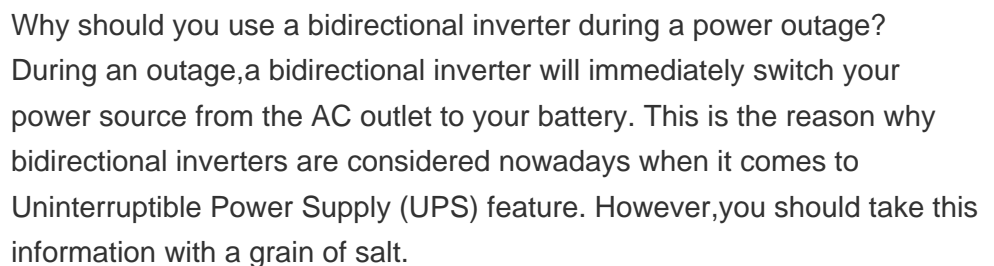 Why should you use a bidirectional inverter during a power outage?
During an outage,a bidirectional inverter will immediately switch your
power source from the AC outlet to your battery. This is the reason why
bidirectional inverters are considered nowadays when it comes to
Uninterruptible Power Supply (UPS) feature. However,you should take this
information with a grain of salt.